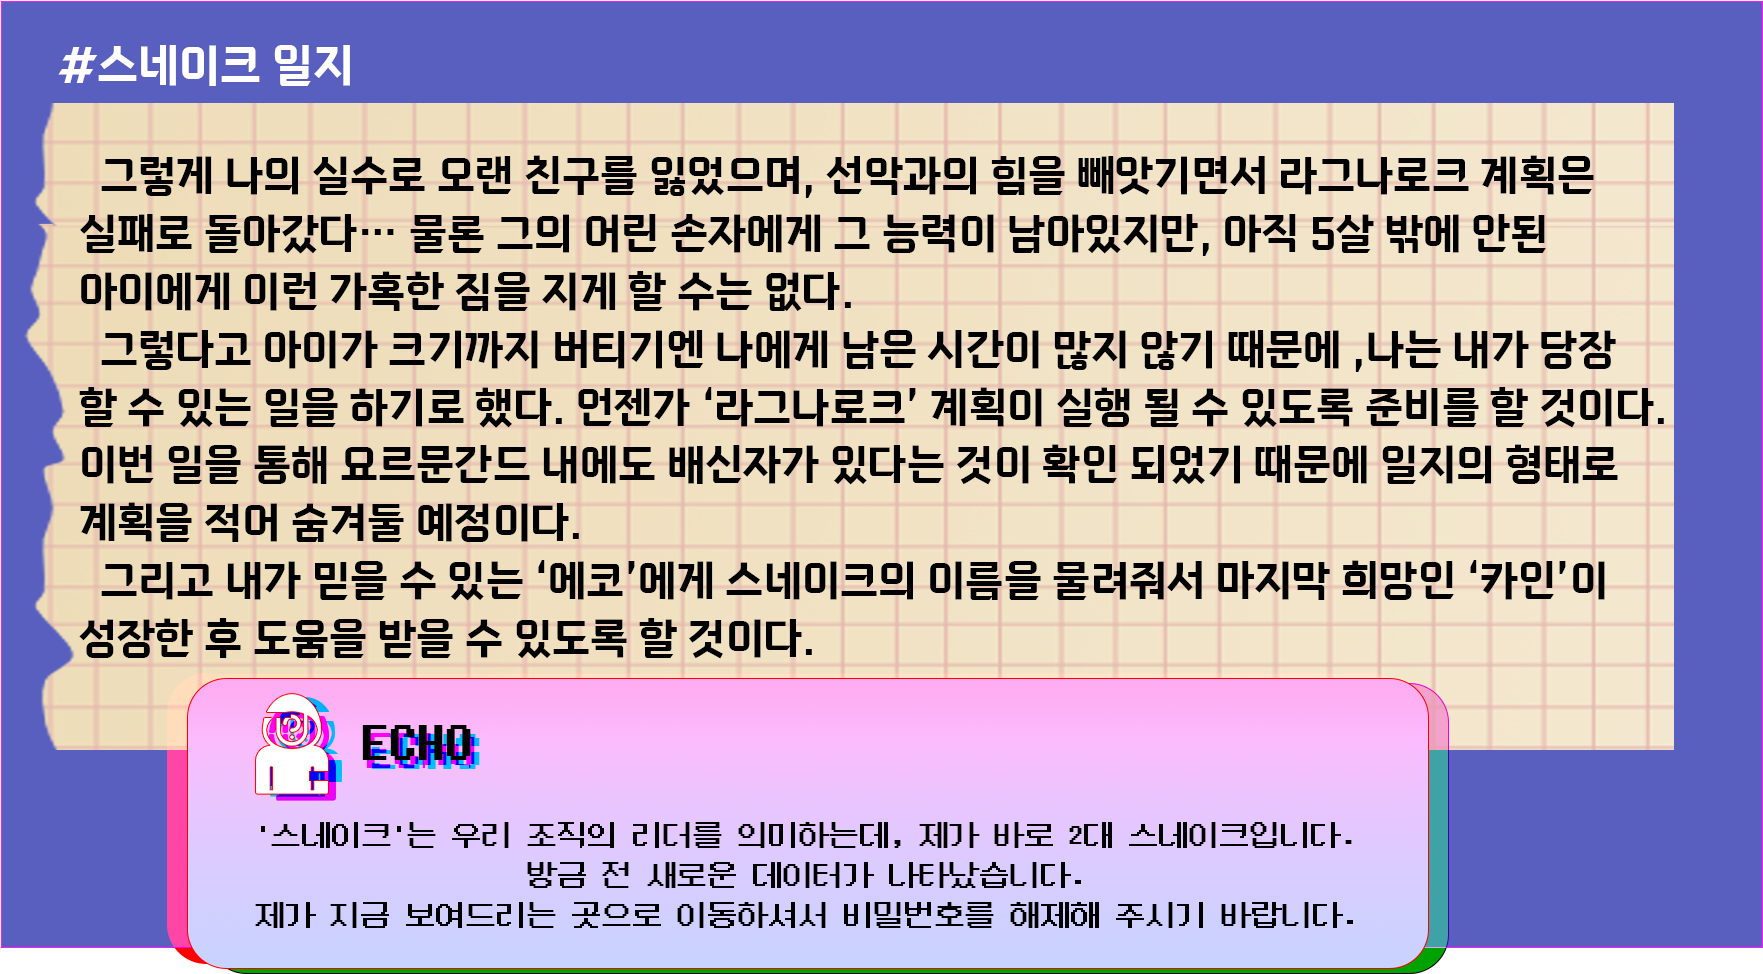 #스네이크 일지
그렇게 나의 실수로 오랜 친구를 잃었으며, 선악과의 힘을 빼앗기면서 라그나로크 계획은
실패로 돌아갔다… 물론 그의 어린 손자에게 그 능력이 남아있지만, 아직 5살 밖에 안된
아이에게 이런 가혹한 짐을 지게 할 수는 없다.
그렇다고 아이가 크기까지 버티기엔 나에게 남은 시간이 많지 않기 때문에 ,나는 내가 당장
할 수 있는 일을 하기로 했다. 언젠가 ‘라그나로크’ 계획이 실행 될 수 있도록 준비를 할 것이다.
이번 일을 통해 요르문간드 내에도 배신자가 있다는 것이 확인 되었기 때문에 일지의 형태로
계획을 적어 숨겨둘 예정이다.
그리고 내가 믿을 수 있는 ‘에코’에게 스네이크의 이름을 물려줘서 마지막 희망인 ‘카인’이
성장한 후 도움을 받을 수 있도록 할 것이다.
ECHO
'스네이크'는 우리 조직의 리더를 의미하는데, 제가 바로 2대 스네이크입니다.
방금 전 새로운 데이터가 나타났습니다.
제가 지금 보여드리는 곳으로 이동하셔서 비밀번호를 해제해 주시기 바랍니다.